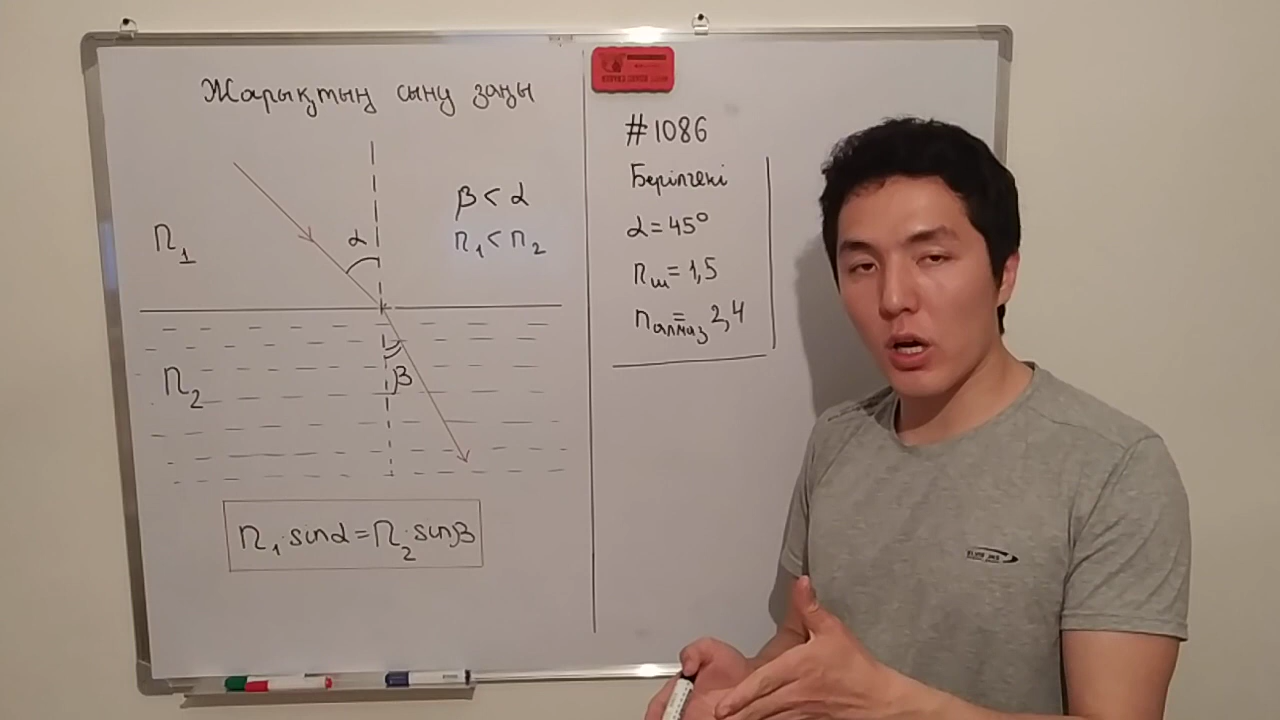 Жарықтың сыну заңы
n₁
α
β < α
n₁ < n₂
n₂
β
n₁·sinα = n₂·sinβ
#1086
Берілгені
α = 45°
nш = 1,5
nалмаз = 2,4